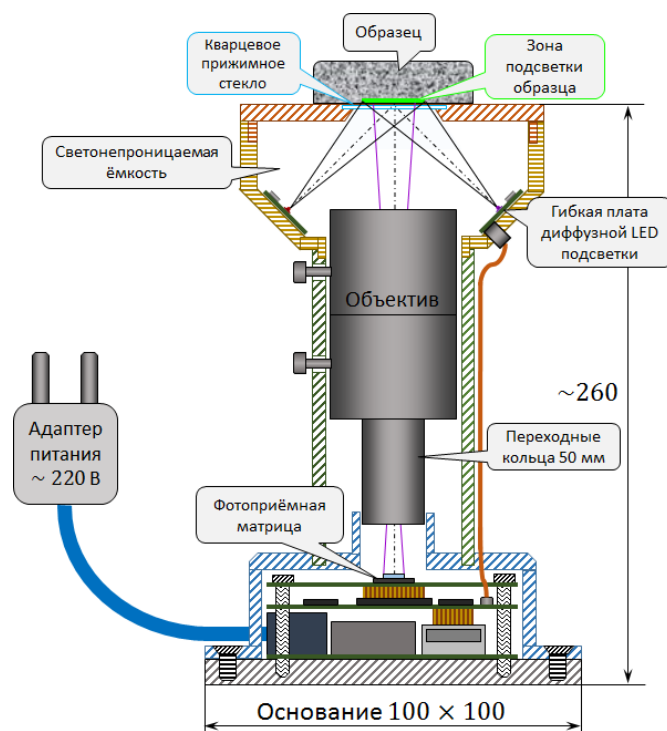 Образец
Кварцевое
прижимное
стекло
Зона
подсветки
образца
Светонепроницаемая
ёмкость
Гибкая плата
диффузной LED
подсветки
Объектив
~260
Адаптер
питания
~ 220 В
Переходные
кольца 50 мм
Фотоприёмная
матрица
Основание 100 × 100